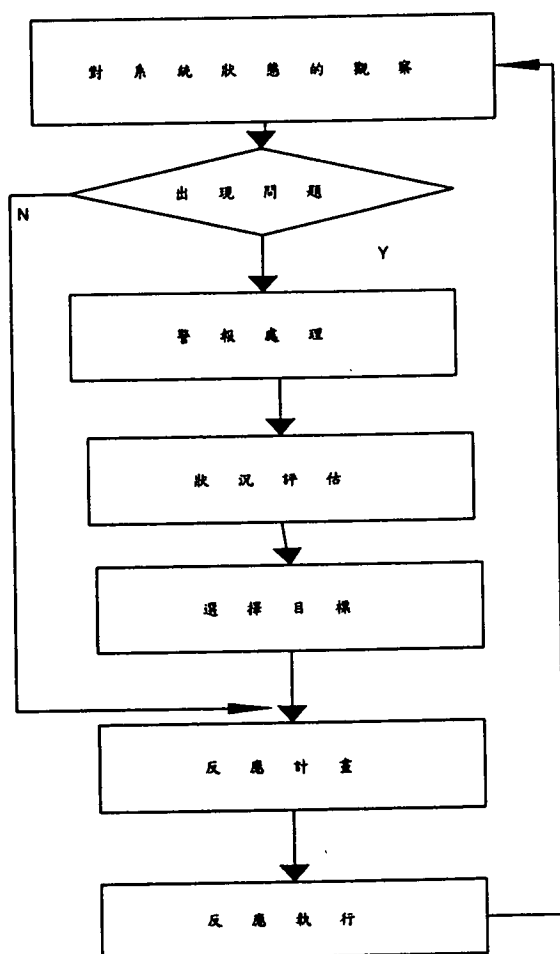 對系統狀態的觀察
出現問題
N
Y
警報處理
狀況評估
選擇目標
反應計畫
反應執行